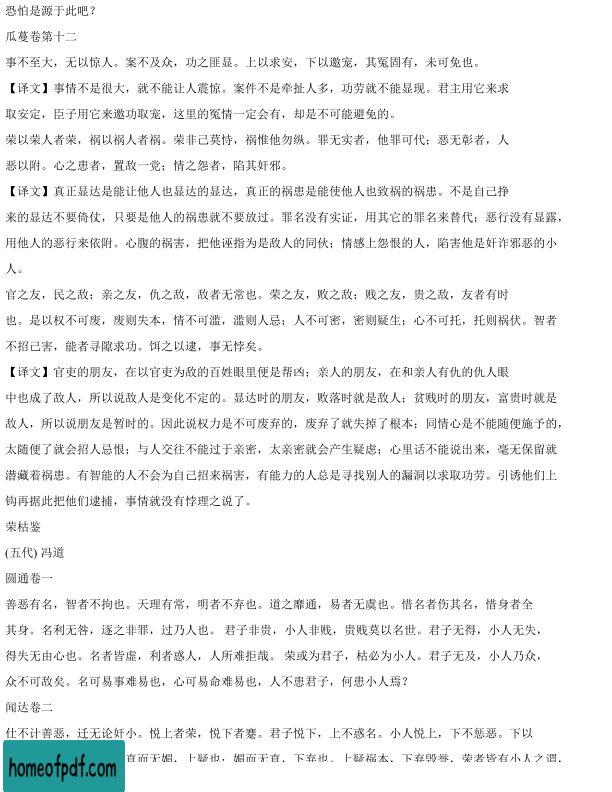 恐怕是源于此吧？
瓜蔓卷第十二
事不至大，无以惊人。案不及众，功之匪显。上以求安，下以邀宠，其冤固有，未可免也。
【译文】事情不是很大，就不能让人震惊。案件不是牵扯人多，功劳就不能显现。君主用它来求
取安定，臣子用它来邀功取宠，这里的冤情一定会有，却是不可能避免的。
荣以荣人者荣，祸以祸人者祸。荣非己莫恃，祸惟他勿纵。罪无实者，他罪可代；恶无彰者，人
恶以附。心之患者，置敌一党；情之怨者，陷其奸邪。
【译文】真正显达是能让他人也显达的显达，真正的祸患是能使他人也致祸的祸患。不是自己挣
来的显达不要倚仗，只要是他人的祸患就不要放过。罪名没有实证，用其它的罪名来替代；恶行没有显露，
用他人的恶行来依附。心腹的祸害，把他诬指为是敌人的同伙；情感上怨恨的人，陷害他是奸诈邪恶的小
人。
官之友，民之敌；亲之友，仇之敌，敌者无常也。荣之友，败之敌；贱之友，贵之敌，友者有时
也。是以权不可废，废则失本，情不可滥，滥则人忌；人不可密，密则疑生；心不可托，托则祸伏。智者
不招己害，能者寻隙求功。饵之以逮，事无悖矣。
【译文】官吏的朋友，在以官吏为敌的百姓眼里便是帮凶；亲人的朋友，在和亲人有仇的仇人眼
中也成了敌人，所以说敌人是变化不定的。显达时的朋友，败落时就是敌人；贫贱时的朋友，富贵时就是
敌人，所以说朋友是暂时的。因此说权力是不可废弃的，废弃了就失掉了根本；同情心是不能随便施予的，
太随便了就会招人忌恨；与人交往不能过于亲密，太亲密就会产生疑虑；心里话不能说出来，毫无保留就
潜藏着祸患。有智能的人不会为自己招来祸害，有能力的人总是寻找别人的漏洞以求取功劳。引诱他们上
钩再据此把他们逮捕，事情就没有悖理之说了。
荣枯鉴
(五代) 冯道
圆通卷一
善恶有名，智者不拘也。天理有常，明者不弃也。道之靡通，易者无虞也。惜名者伤其名，惜身者全
其身。名利无咎，逐之非罪，过乃人也。 君子非贵，小人非贱，贵贱莫以名世。君子无得，小人无失，
得失无由心也。名者皆虚，利者惑人，人所难拒哉。 荣或为君子，枯必为小人。君子无及，小人乃众，
众不可敌矣。名可易事难易也，心可易命难易也，人不患君子，何患小人焉？
闻达卷二
仕不计善恶，迁无论奸小。悦上者荣，悦下者蹇。君子悦下，上不惑名。小人悦上，下不惩恶。下以
直而无媚，上疑也；媚而无直，下弃也。上疑祸本，下弃毁誉，荣者皆有小人之谓，
homeofpdf.com